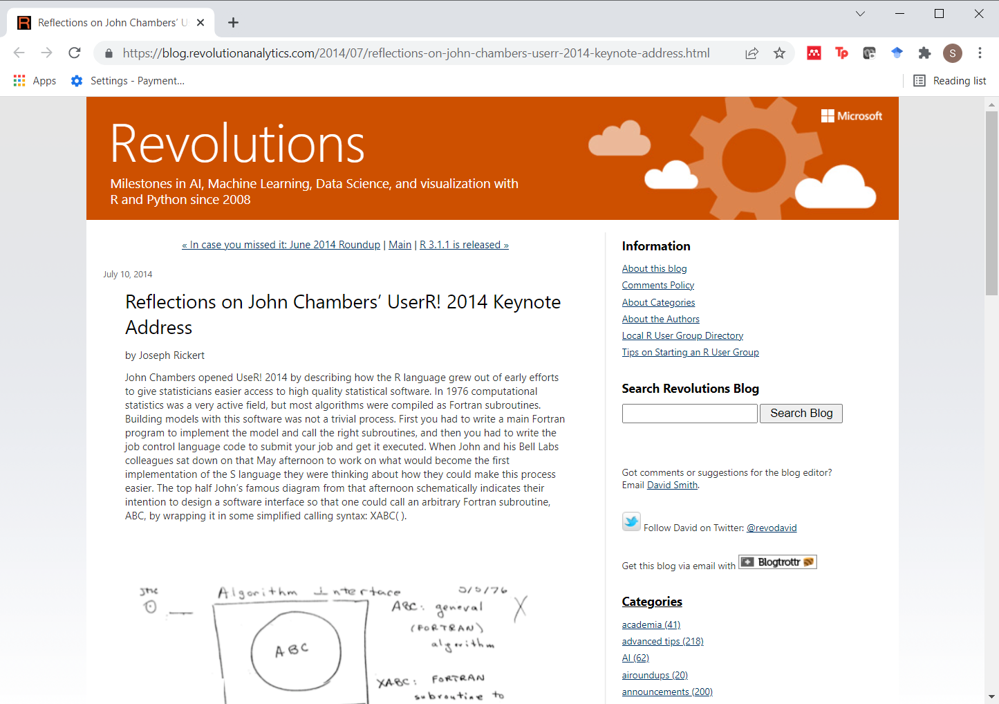 Reflections on John Chambers’ U
https://blog.revolutionanalytics.com/2014/07/reflections-on-john-chambers-userr-2014-keynote-address.html
Tp
S
Apps
Settings - Payment...
Reading list
Microsoft
Revolutions
Milestones in AI, Machine Learning, Data Science, and visualization with
R and Python since 2008
« In case you missed it: June 2014 Roundup | Main | R 3.1.1 is released »
July 10, 2014
Reflections on John Chambers’ UserR! 2014 Keynote
Address
by Joseph Rickert
John Chambers opened UseR! 2014 by describing how the R language grew out of early efforts
to give statisticians easier access to high quality statistical software. In 1976 computational
statistics was a very active field, but most algorithms were compiled as Fortran subroutines.
Building models with this software was not a trivial process. First you had to write a main Fortran
program to implement the model and call the right subroutines, and then you had to write the
job control language code to submit your job and get it executed. When John and his Bell Labs
colleagues sat down on that May afternoon to work on what would become the first
implementation of the S language they were thinking about how they could make this process
easier. The top half John’s famous diagram from that afternoon schematically indicates their
intention to design a software interface so that one could call an arbitrary Fortran subroutine,
ABC, by wrapping it in some simplified calling syntax: XABC( ).
Algorithm Interface
5/5/76
ABC: general
(FORTRAN)
algorithm
ABC
XABC: FORTRAN
subroutine to
Information
About this blog
Comments Policy
About Categories
About the Authors
Local R User Group Directory
Tips on Starting an R User Group
Search Revolutions Blog
Search Blog
Got comments or suggestions for the blog editor?
Email David Smith.
Follow David on Twitter: @revodavid
Get this blog via email with Blogtrottr
Categories
academia (41)
advanced tips (218)
AI (62)
airoundups (20)
announcements (200)